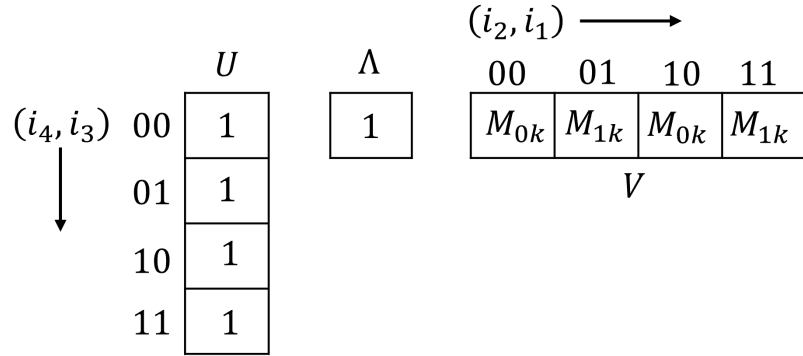 (i₂, i₁)
U Λ 00 01 10 11
(i₄, i₃) 00 1 1 M₀ₖ M₁ₖ M₀ₖ M₁ₖ
V
01 1
10 1
11 1